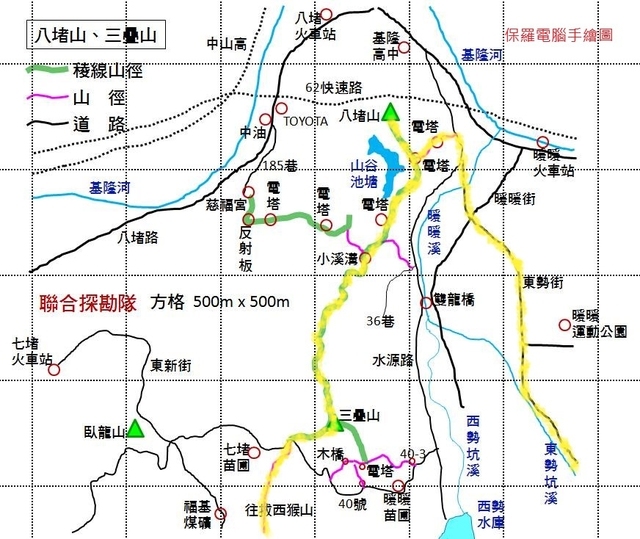 八堵山、三疊山
稜線山徑
山 徑
道 路
中山高
八堵
火車站
基隆
高中
基隆河
保羅電腦手繪圖
62快速路
八堵山
電塔
TOYOTA
中油
電塔
暖暖
火車站
185巷
山谷
池塘
基隆河
慈福宮
電塔
電塔
電塔
暖暖街
暖暖溪
八堵路
反射板
小溪溝
東勢街
聯合探勘隊 方格 500m x 500m
雙龍橋
36巷
暖暖
運動公園
七堵
火車站
東新街
水源路
三疊山
臥龍山
西勢坑溪
七堵
苗圃
木橋
40-3
電塔
東勢坑溪
40號
暖暖
苗圃
福基
煤礦
往拔西猴山
西勢
水庫